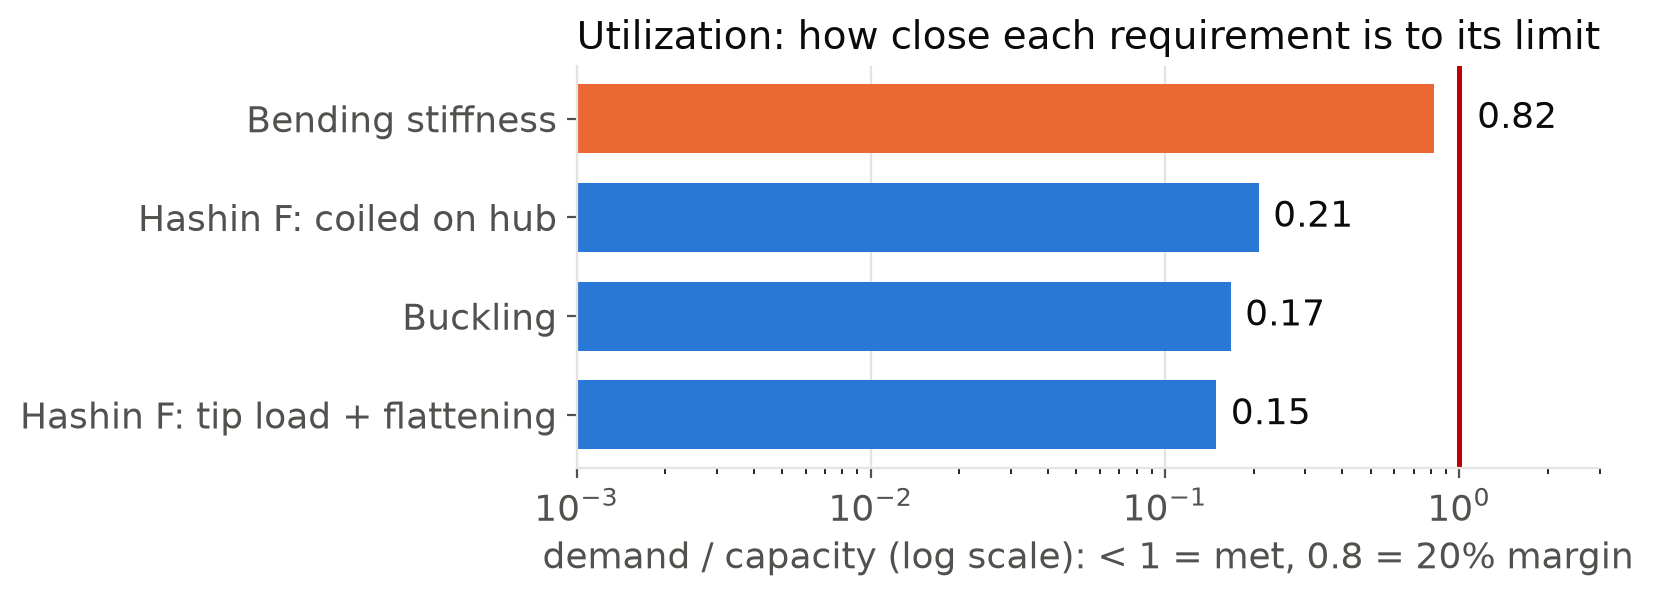 Utilization: how close each requirement is to its limit
Bending stiffness 0.82
Hashin F: coiled on hub 0.21
Buckling 0.17
Hashin F: tip load + flattening 0.15
10⁻³ 10⁻² 10⁻¹ 10⁰
demand / capacity (log scale): < 1 = met, 0.8 = 20% margin